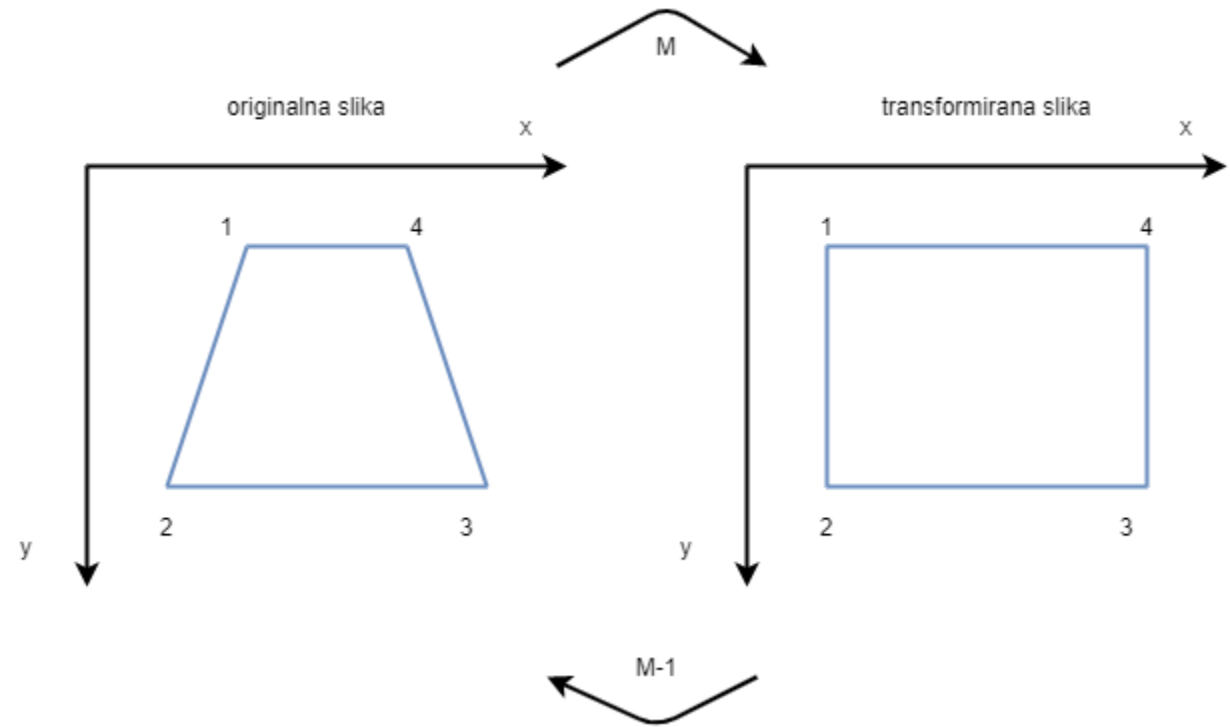 M
originalna slika
transformirana slika
x
x
1
4
1
4
2
3
2
3
y
y
M-1